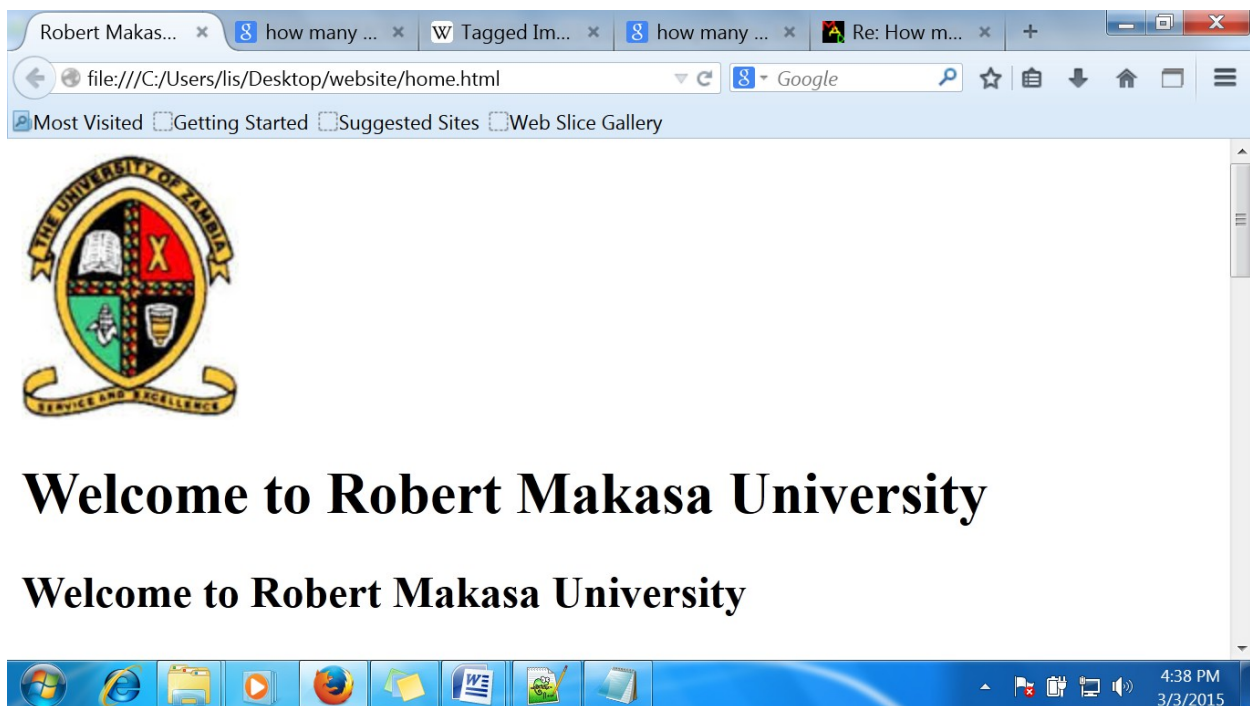 Robert Makas... how many ... Tagged Im... how many ... Re: How m...
file:///C:/Users/lis/Desktop/website/home.html Google
Most Visited Getting Started Suggested Sites Web Slice Gallery
THE UNIVERSITY OF ZAMBIA
SERVICE AND EXCELLENCE
Welcome to Robert Makasa University
Welcome to Robert Makasa University
4:38 PM
3/3/2015